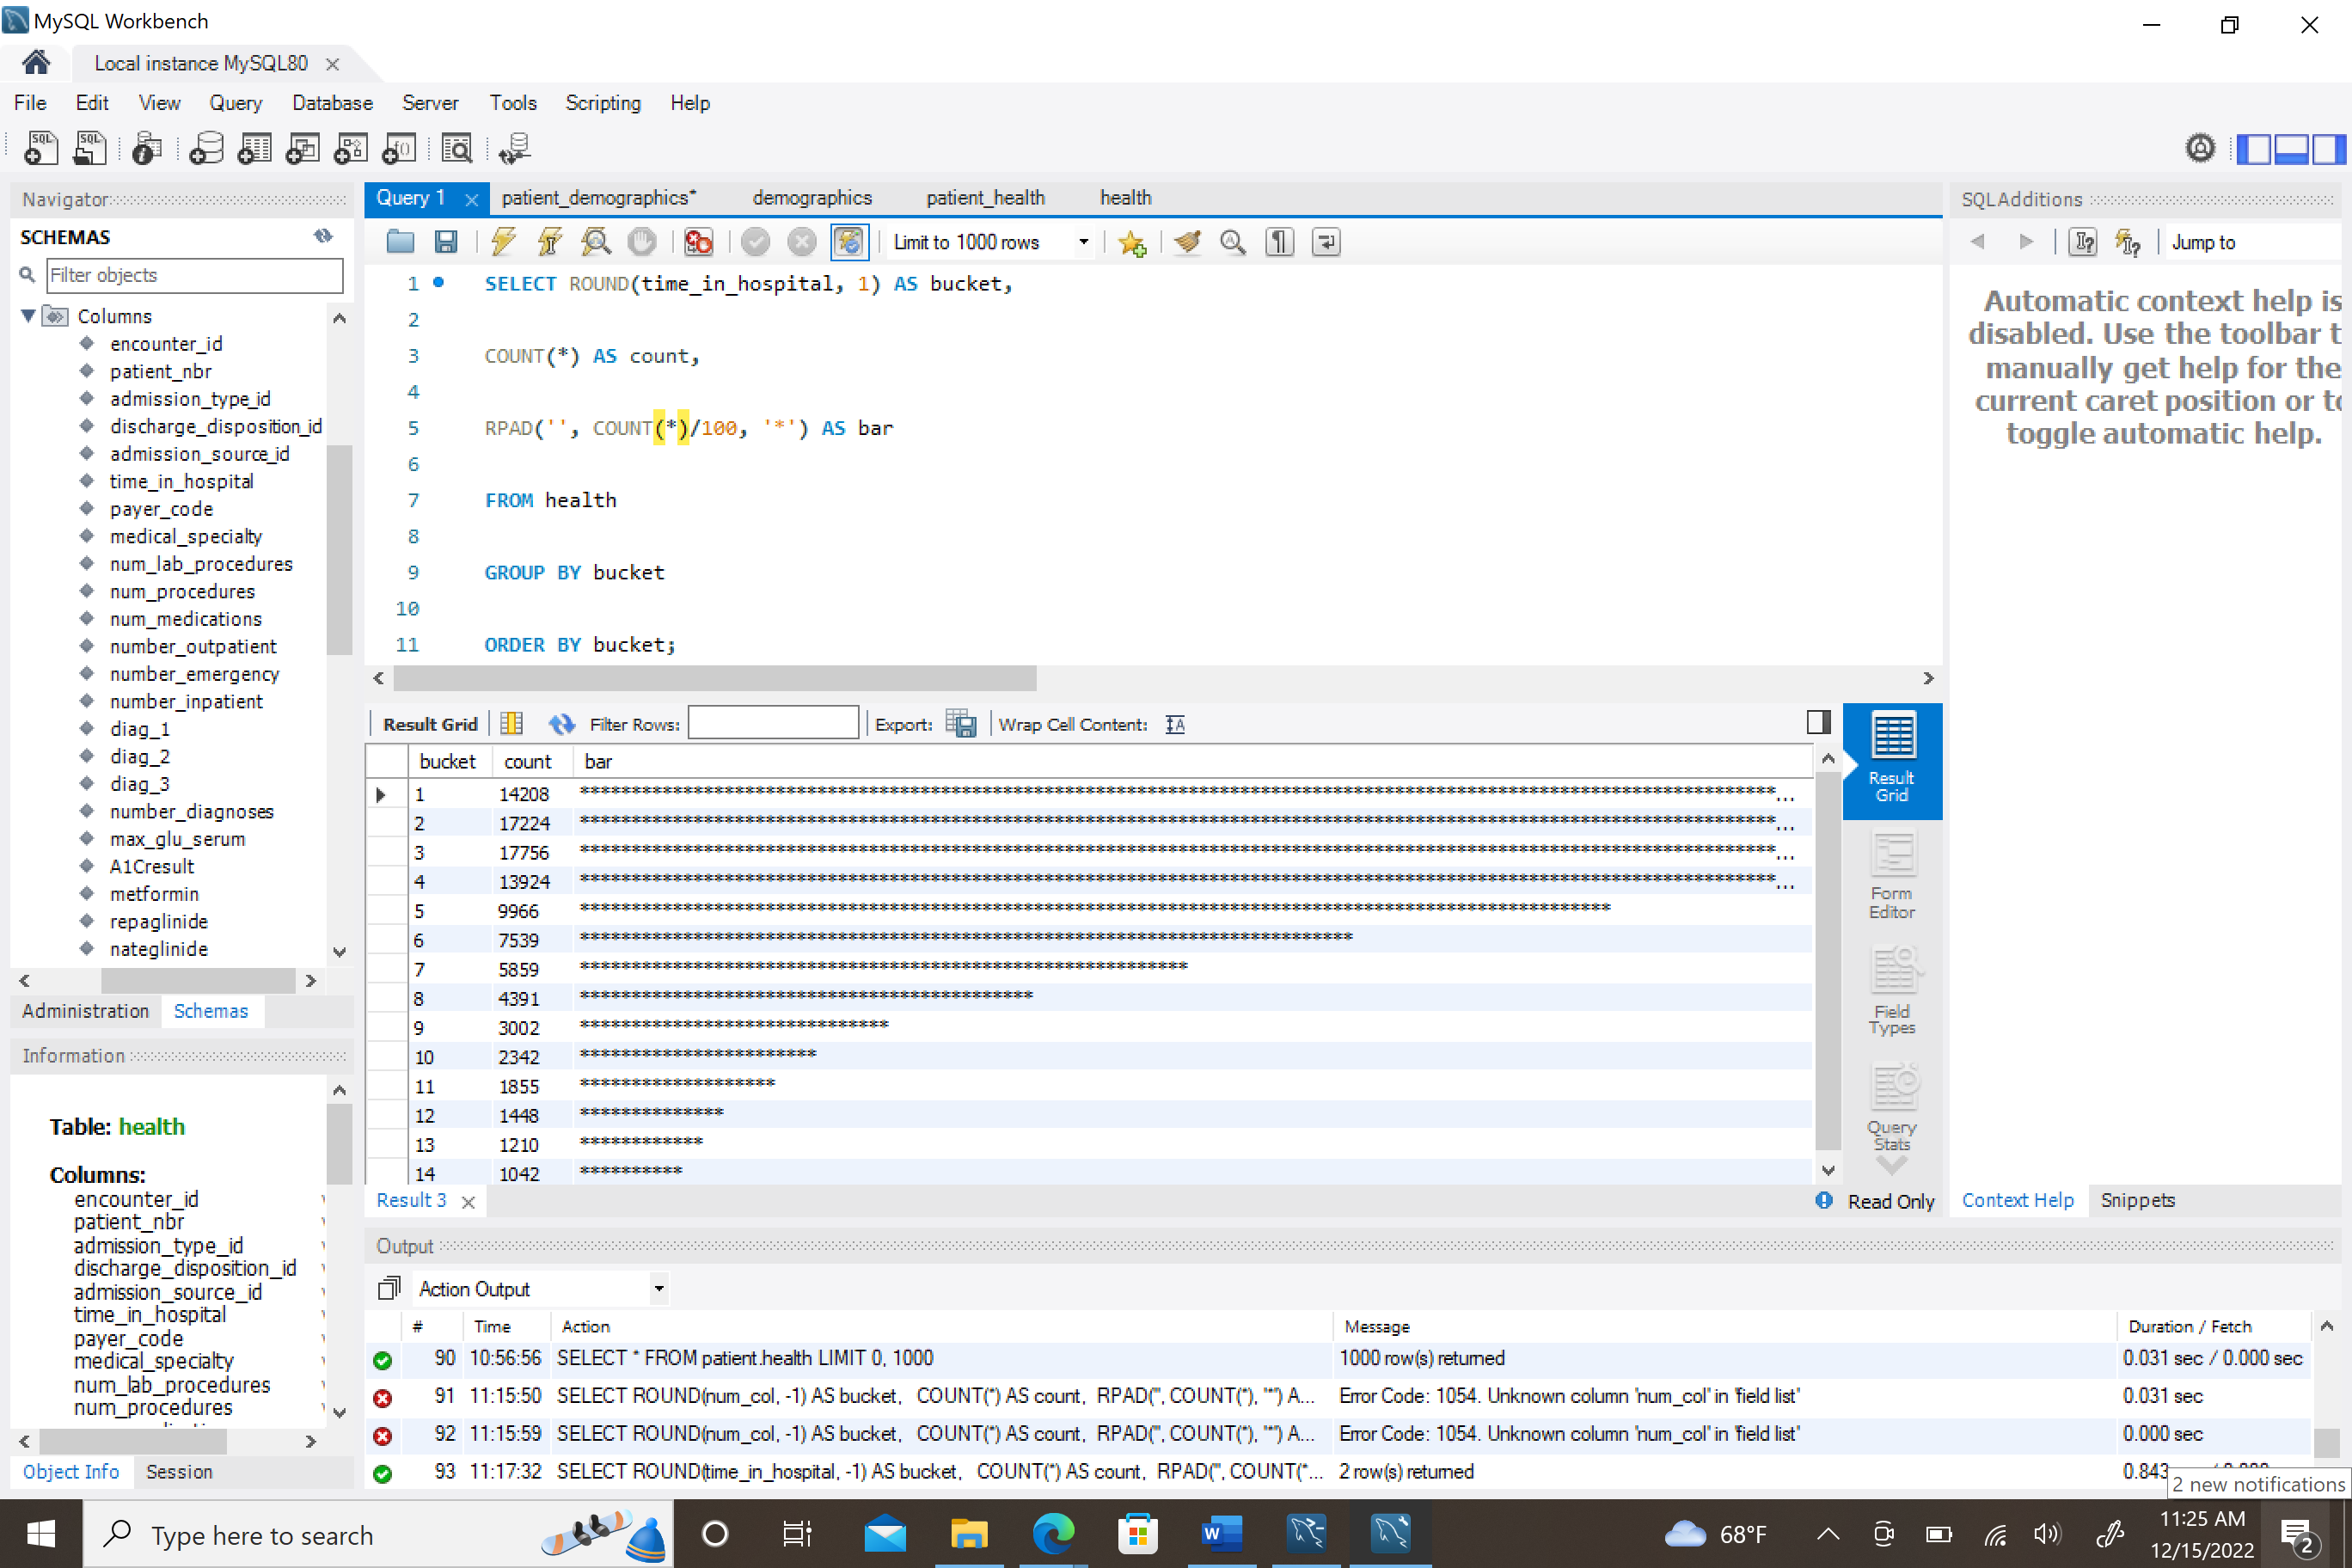 MySQL Workbench
Local instance MySQL80
File Edit View Query Database Server Tools Scripting Help
Navigator
SCHEMAS
Filter objects
Columns
encounter_id
patient_nbr
admission_type_id
discharge_disposition_id
admission_source_id
time_in_hospital
payer_code
medical_specialty
num_lab_procedures
num_procedures
num_medications
number_outpatient
number_emergency
number_inpatient
diag_1
diag_2
diag_3
number_diagnoses
max_glu_serum
A1Cresult
metformin
repaglinide
nateglinide
Administration Schemas
Information
Table: health
Columns:
encounter_id
patient_nbr
admission_type_id
discharge_disposition_id
admission_source_id
time_in_hospital
payer_code
medical_specialty
num_lab_procedures
num_procedures
Object Info Session
Query 1 patient_demographics* demographics patient_health health
Limit to 1000 rows
1 SELECT ROUND(time_in_hospital, 1) AS bucket,
2
3 COUNT(*) AS count,
4
5 RPAD('', COUNT(*)/100, '*') AS bar
6
7 FROM health
8
9 GROUP BY bucket
10
11 ORDER BY bucket;
Result Grid Filter Rows: Export: Wrap Cell Content:
bucket count bar
1 14208
2 17224
3 17756
4 13924
5 9966
6 7539
7 5859
8 4391
9 3002
10 2342
11 1855
12 1448
13 1210
14 1042
Result 3
Read Only
Result
Grid
Form
Editor
Field
Types
Query
Stats
SQLAdditions
Jump to
Automatic context help is
disabled. Use the toolbar t
manually get help for the
current caret position or to
toggle automatic help.
Context Help Snippets
Output
Action Output
# Time Action Message Duration / Fetch
90 10:56:56 SELECT * FROM patient.health LIMIT 0, 1000 1000 row(s) returned 0.031 sec / 0.000 sec
91 11:15:50 SELECT ROUND(num_col, -1) AS bucket, COUNT(*) AS count, RPAD('', COUNT(*), '*') A... Error Code: 1054. Unknown column 'num_col' in 'field list' 0.031 sec
92 11:15:59 SELECT ROUND(num_col, -1) AS bucket, COUNT(*) AS count, RPAD('', COUNT(*), '*') A... Error Code: 1054. Unknown column 'num_col' in 'field list' 0.000 sec
93 11:17:32 SELECT ROUND(time_in_hospital, -1) AS bucket, COUNT(*) AS count, RPAD('', COUNT(*... 2 row(s) returned 0.843
2 new notifications
Type here to search
68°F
11:25 AM
12/15/2022
2